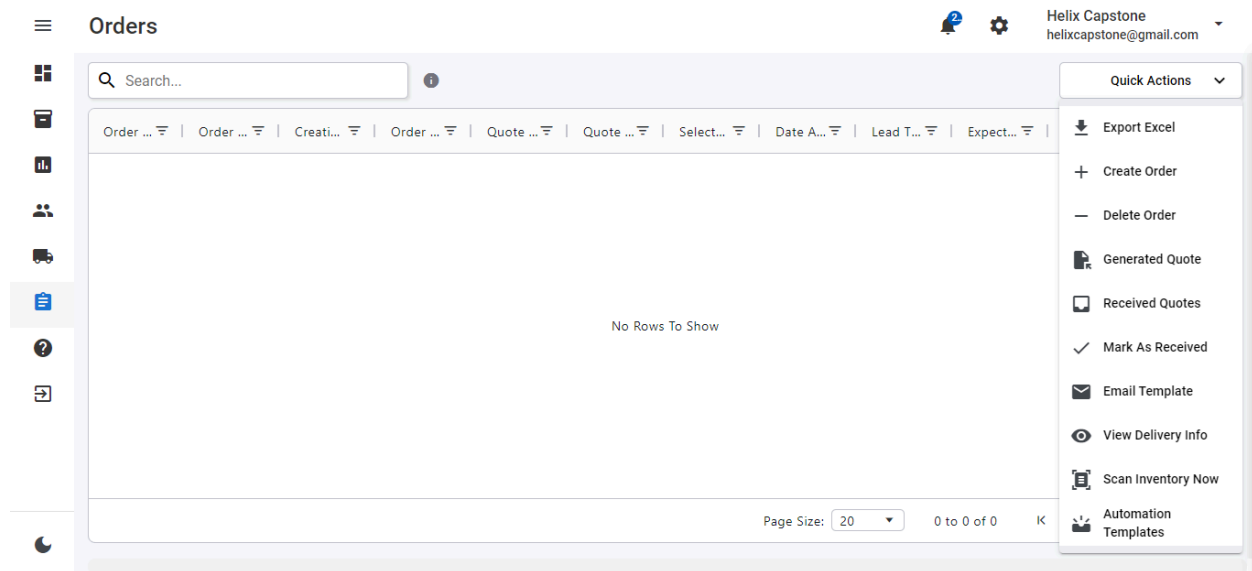 Orders
2
Helix Capstone
helixcapstone@gmail.com
Search...
Quick Actions
Order ...
Order ...
Creati...
Order ...
Quote ...
Quote ...
Select...
Date A...
Lead T...
Expect...
Export Excel
Create Order
Delete Order
Generated Quote
Received Quotes
Mark As Received
Email Template
View Delivery Info
Scan Inventory Now
Automation
Templates
No Rows To Show
Page Size: 20
0 to 0 of 0